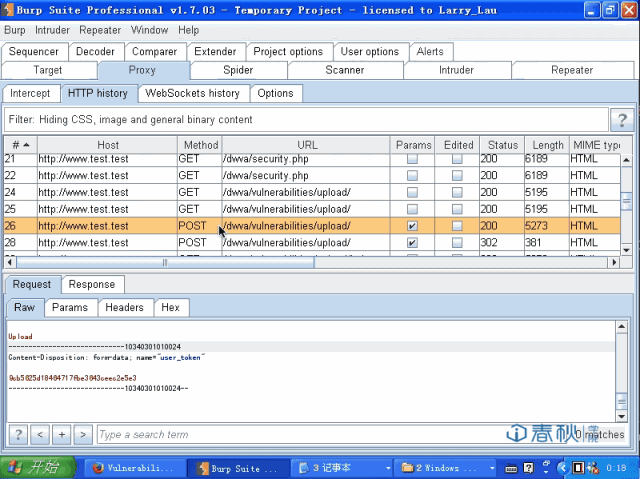 Burp Suite Professional v1.7.03 - Temporary Project - licensed to Larry_Lau
Burp Intruder Repeater Window Help
Sequencer Decoder Comparer Extender Project options User options Alerts
Target Proxy Spider Scanner Intruder Repeater
Intercept HTTP history WebSockets history Options
Filter: Hiding CSS, image and general binary content ?
# Host Method URL Params Edited Status Length MIME type
21 http://www.test.test GET /dwva/security.php 200 6189 HTML
22 http://www.test.test GET /dwva/security.php 200 6189 HTML
24 http://www.test.test GET /dwva/vulnerabilities/upload/ 200 5195 HTML
25 http://www.test.test GET /dwva/vulnerabilities/upload/ 200 5195 HTML
26 http://www.test.test POST /dwva/vulnerabilities/upload/ 200 5273 HTML
28 http://www.test.test POST /dwva/vulnerabilities/upload/ 302 381 HTML
Request Response
Raw Params Headers Hex
Upload
-----------------------------10340301010024
Content-Disposition: form-data; name="user_token"
-----------------------------10340301010024--
? < + > Type a search term 0 matches
春秋
开始 Vulnerabili... Burp Suite ... 3 记事本 2 Windows ... 0:18